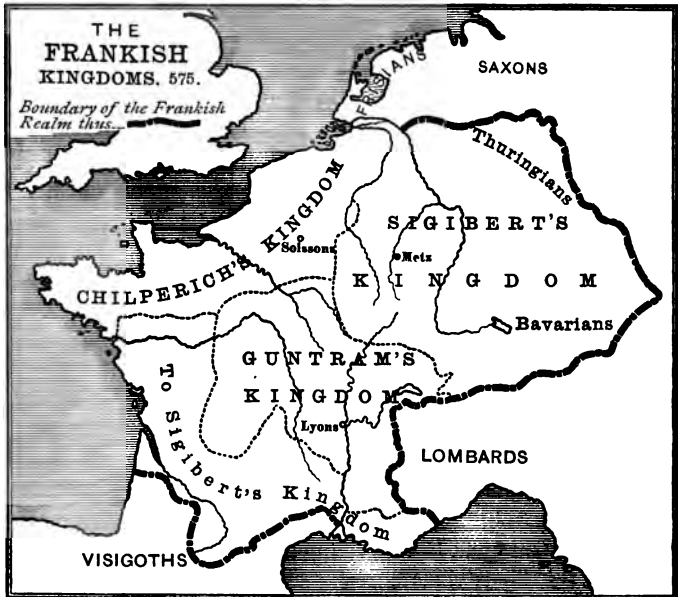 THE
FRANKISH
KINGDOMS. 575.
Boundary of the Frankish
Realm thus...
FRISIANS
SAXONS
Thuringians
CHILPERICH'S KINGDOM
Soissons
SIGIBERT'S
KINGDOM
Metz
Bavarians
GUNTRAM'S
KINGDOM
Lyons
To Sigibert's Kingdom
LOMBARDS
VISIGOTHS